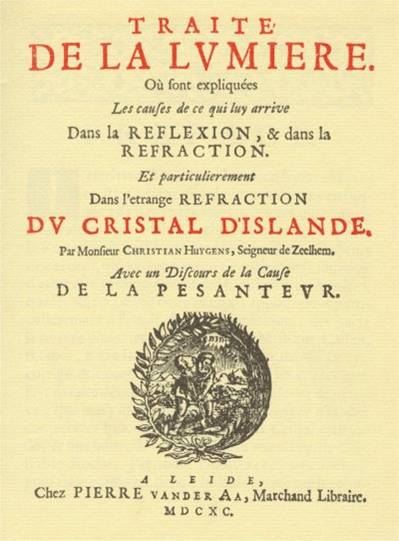 TRAITE
DE LA LVMIERE.
Où ſont expliquées
Les cauſes de ce qui luy arrive
Dans la REFLEXION, & dans la
REFRACTION.
Et particulierement
Dans l'etrange REFRACTION
DV CRISTAL D'ISLANDE.
Par Monſieur CHRISTIAN HUYGENS, Seigneur de Zeelhem.
Avec un Diſcours de la Cauſe
DE LA PESANTEVR.
A LEIDE,
Chez PIERRE VANDER AA, Marchand Libraire.
MDCXC.